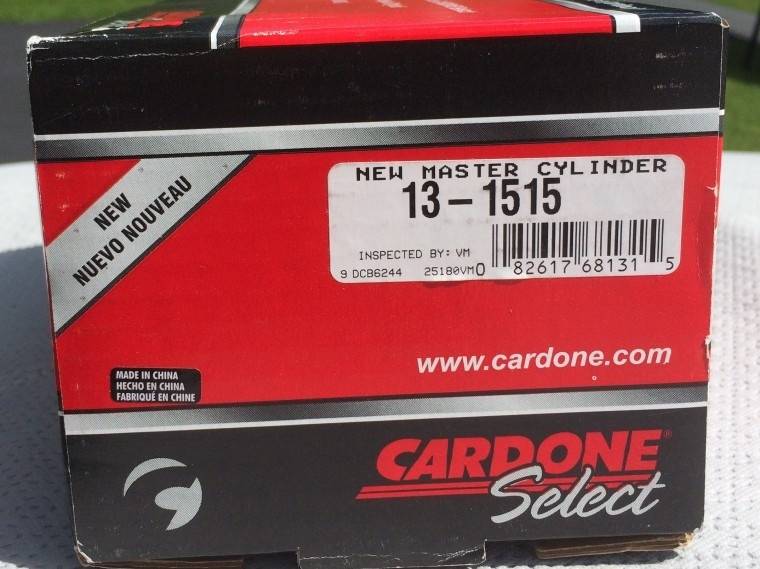 NEW
NUEVO NOUVEAU
NEW MASTER CYLINDER
13-1515
INSPECTED BY: VM
9 DCB6244 25180VM
0 82617 68131 5
www.cardone.com
MADE IN CHINA
HECHO EN CHINA
FABRIQUÉ EN CHINE
CARDONE®
Select